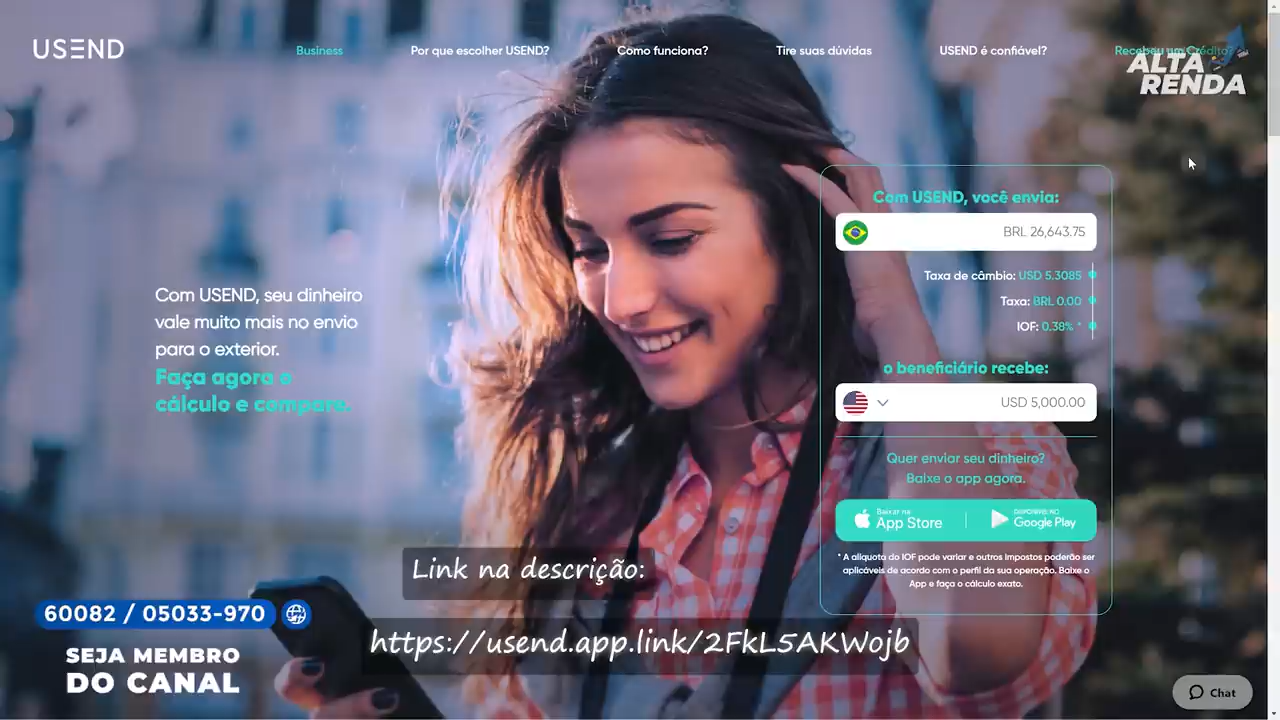 USEND
Business
Por que escolher USEND?
Como funciona?
Tire suas dúvidas
USEND é confiável?
Recebeu um Crédito?
ALTA
RENDA
Com USEND, seu dinheiro
vale muito mais no envio
para o exterior.
Faça agora o
cálculo e compare.
Com USEND, você envia:
BRL 26,643.75
Taxa de câmbio: USD 5.3085
Taxa: BRL 0.00
IOF: 0.38% *
o beneficiário recebe:
USD 5,000.00
Quer enviar seu dinheiro?
Baixe o app agora.
Baixar na
App Store
DISPONÍVEL NO
Google Play
* A alíquota do IOF pode variar e outros impostos poderão ser
aplicáveis de acordo com o perfil da sua operação. Baixe o
App e faça o cálculo exato.
Link na descrição:
https://usend.app.link/2FkL5AKWojb
60082 / 05033-970
SEJA MEMBRO
DO CANAL
Chat